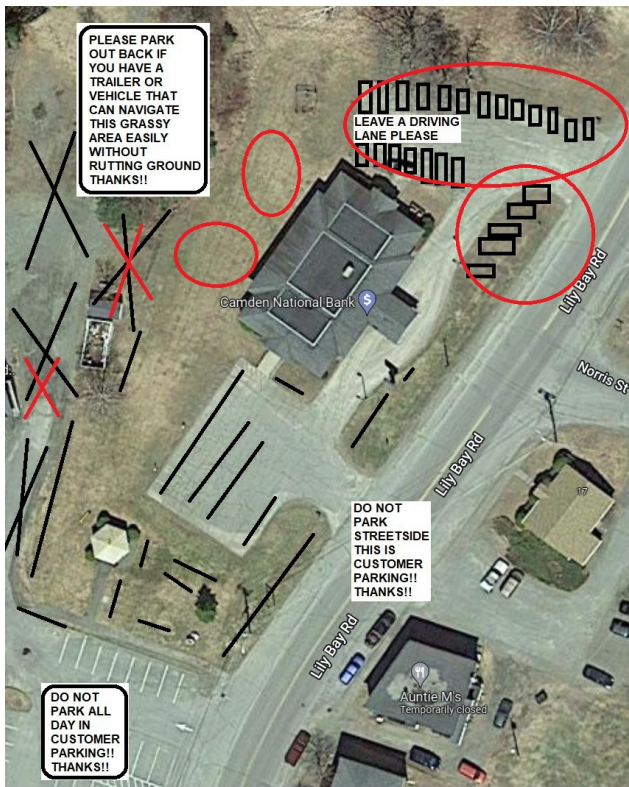 PLEASE PARK
OUT BACK IF
YOU HAVE A
TRAILER OR
VEHICLE THAT
CAN NAVIGATE
THIS GRASSY
AREA EASILY
WITHOUT
RUTTING GROUND
THANKS!!
LEAVE A DRIVING
LANE PLEASE
Lily Bay Rd
Camden National Bank
$
Norris St
Lily Bay Rd
17
DO NOT
PARK
STREETSIDE
THIS IS
CUSTOMER
PARKING!!
THANKS!!
Lily Bay Rd
Auntie M's
Temporarily closed
DO NOT
PARK ALL
DAY IN
CUSTOMER
PARKING!!
THANKS!!